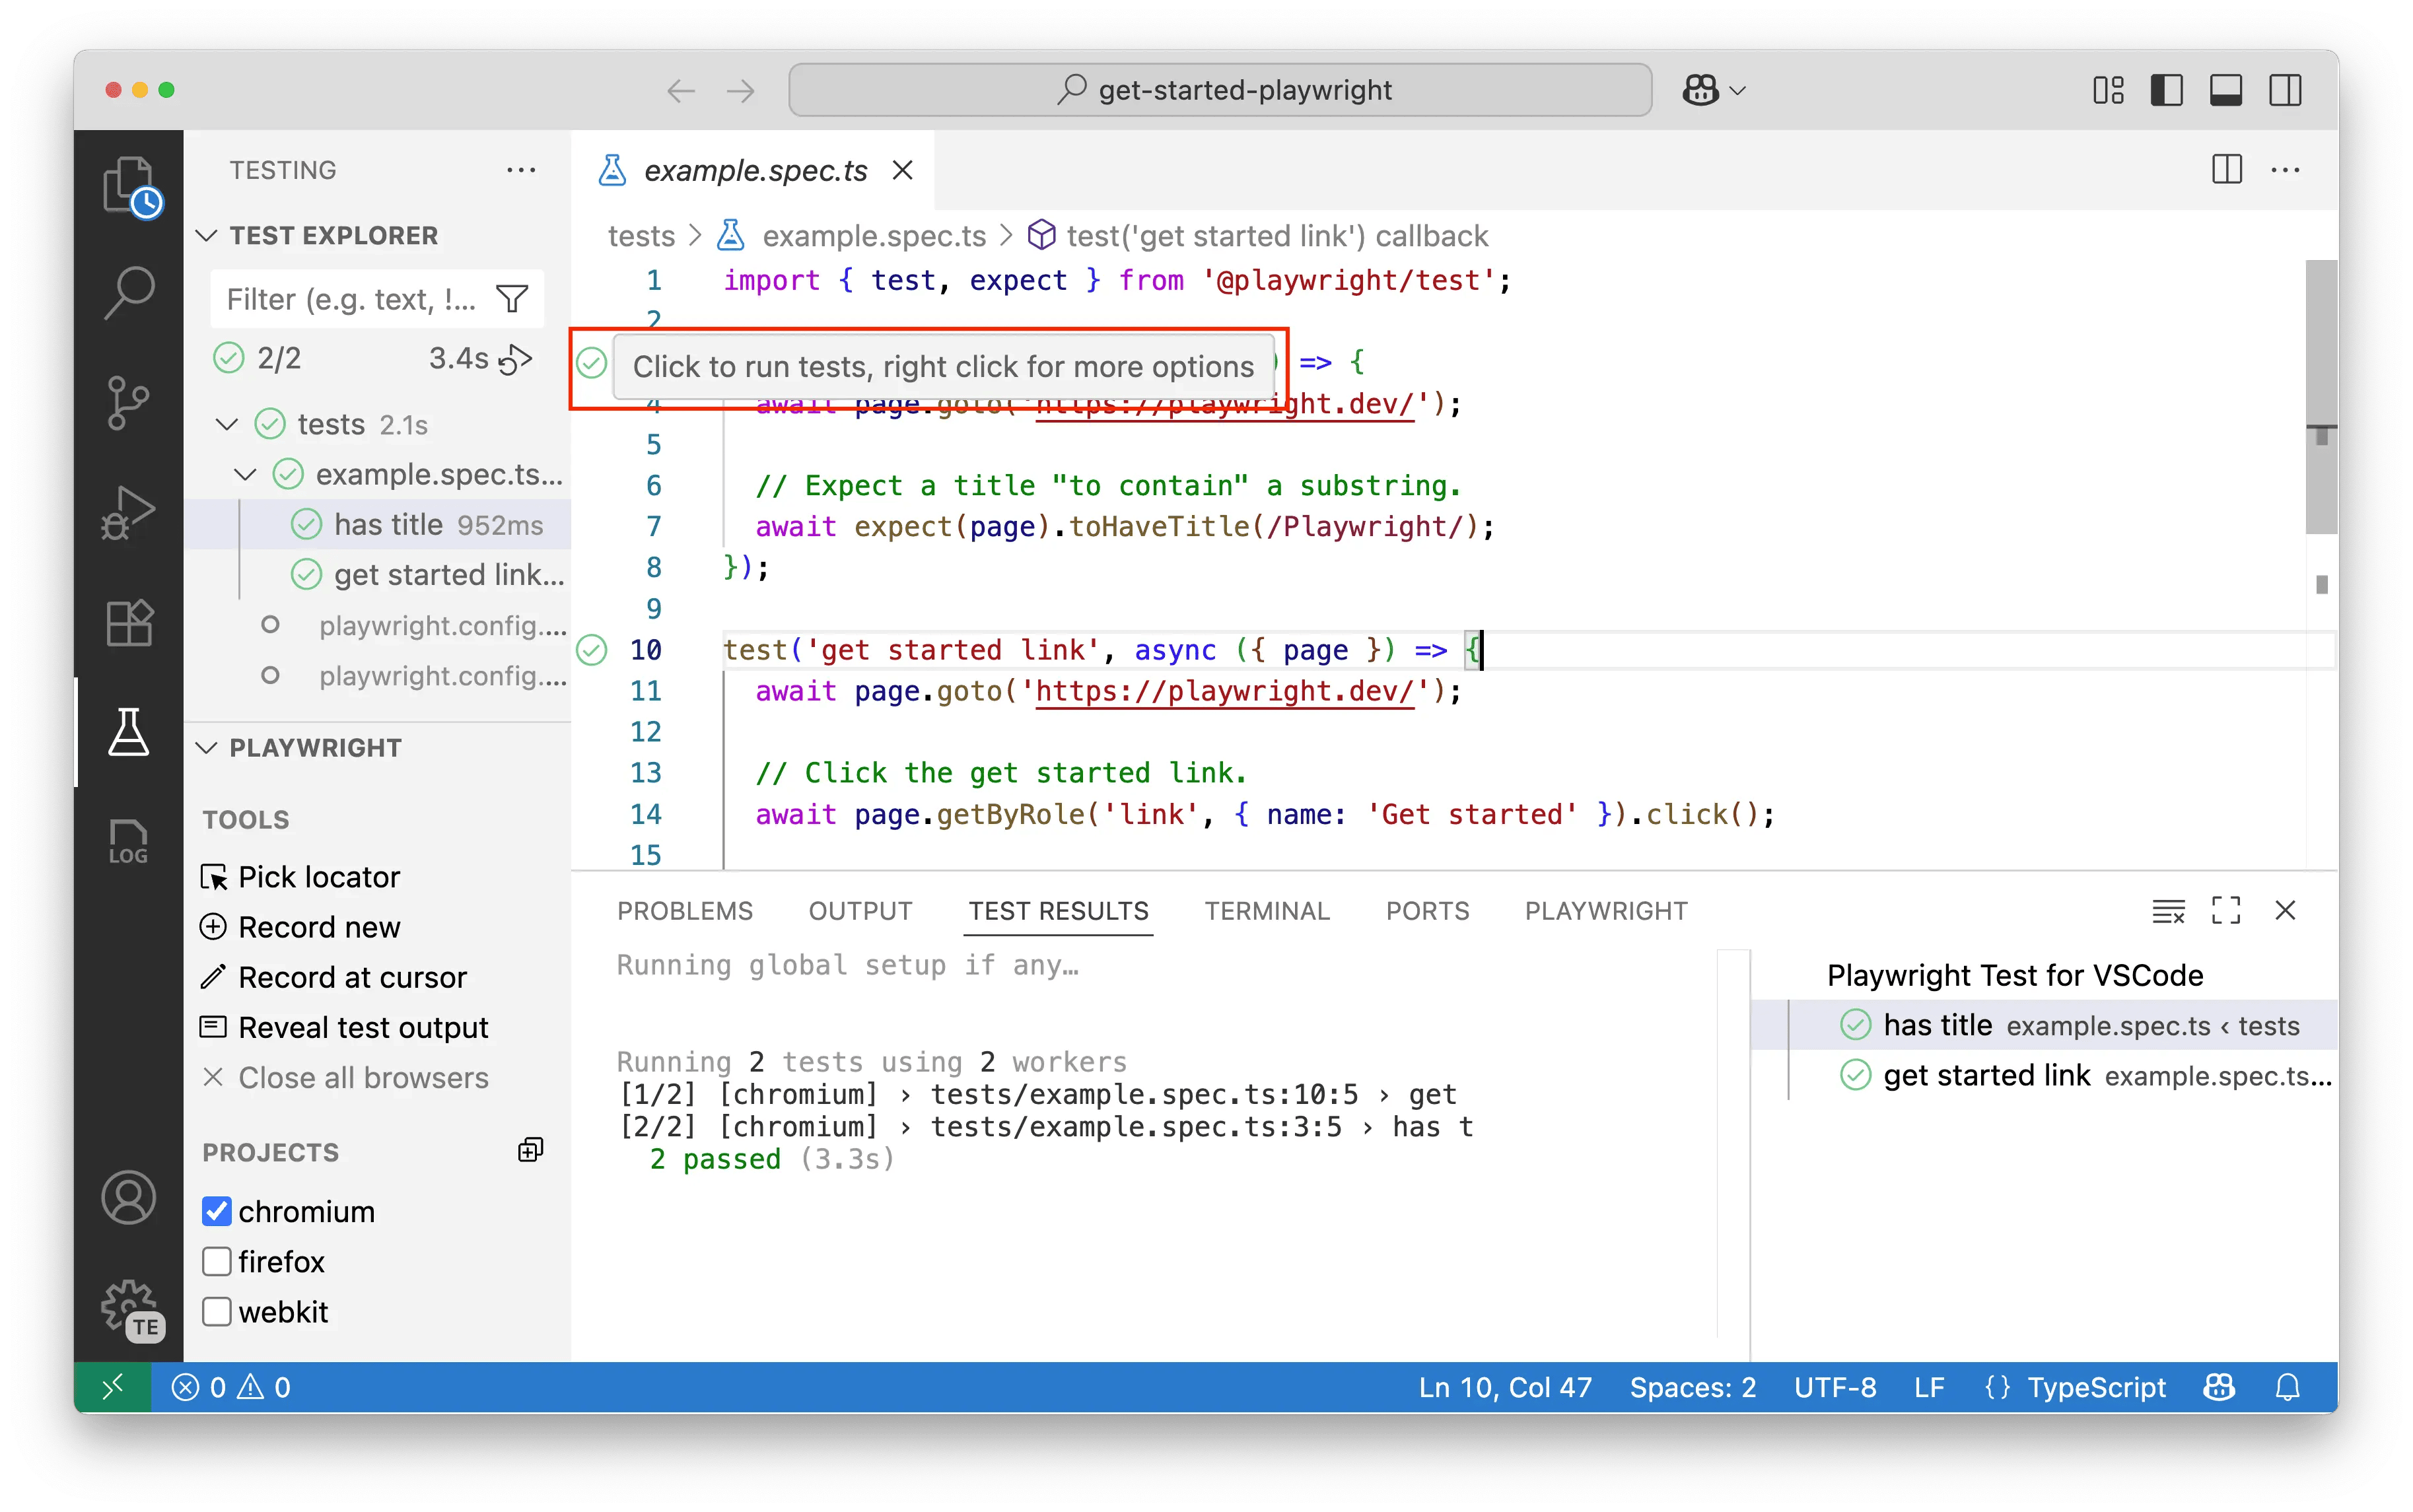 get-started-playwright
TESTING
TEST EXPLORER
Filter (e.g. text, !...
2/2 3.4s
tests 2.1s
example.spec.ts...
has title 952ms
get started link...
playwright.config....
playwright.config....
PLAYWRIGHT
TOOLS
Pick locator
Record new
Record at cursor
Reveal test output
Close all browsers
PROJECTS
chromium
firefox
webkit
LOG
TE
example.spec.ts
tests > example.spec.ts > test('get started link') callback
1 import { test, expect } from '@playwright/test';
2
Click to run tests, right click for more options ) => {
4 await page.goto('https://playwright.dev/');
5
6 // Expect a title "to contain" a substring.
7 await expect(page).toHaveTitle(/Playwright/);
8 });
9
10 test('get started link', async ({ page }) => {
11 await page.goto('https://playwright.dev/');
12
13 // Click the get started link.
14 await page.getByRole('link', { name: 'Get started' }).click();
15
PROBLEMS OUTPUT TEST RESULTS TERMINAL PORTS PLAYWRIGHT
Running global setup if any…
Running 2 tests using 2 workers
[1/2] [chromium] › tests/example.spec.ts:10:5 › get
[2/2] [chromium] › tests/example.spec.ts:3:5 › has t
2 passed (3.3s)
Playwright Test for VSCode
has title example.spec.ts ‹ tests
get started link example.spec.ts...
0 0
Ln 10, Col 47 Spaces: 2 UTF-8 LF {} TypeScript